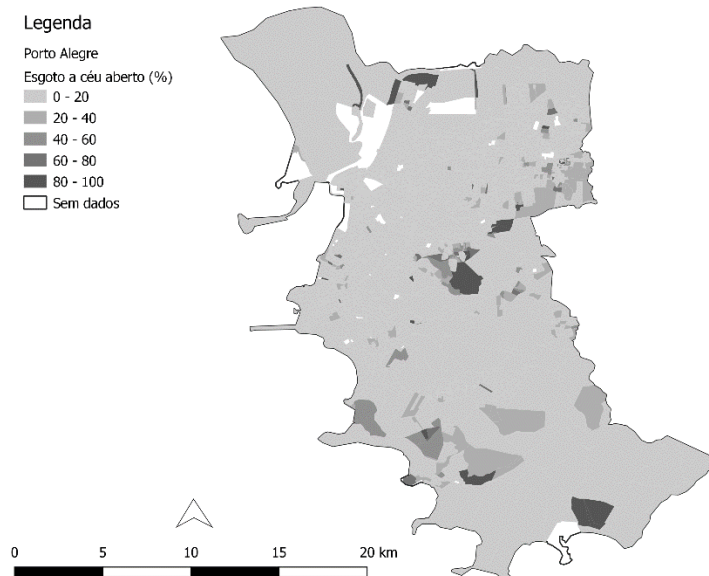 Legenda
Porto Alegre
Esgoto a céu aberto (%)
0 - 20
20 - 40
40 - 60
60 - 80
80 - 100
Sem dados
0 5 10 15 20 km